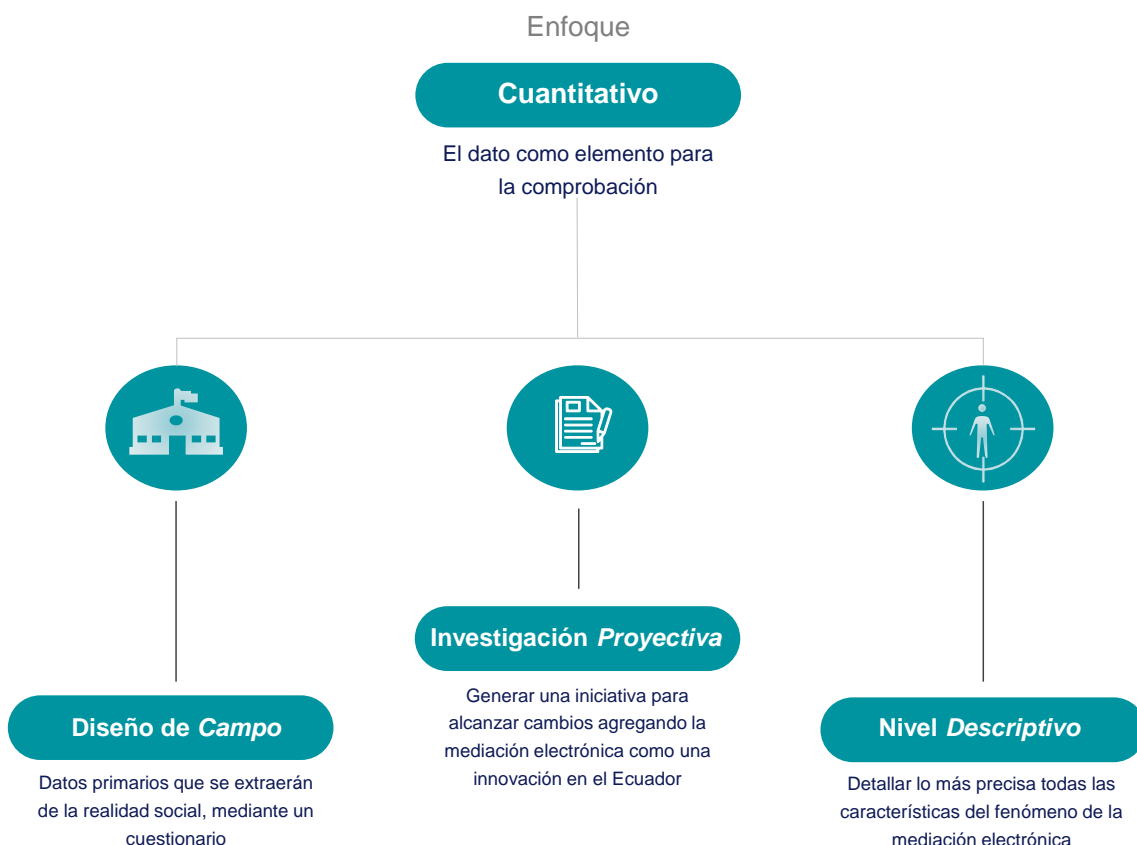 Enfoque
Cuantitativo
El dato como elemento para
la comprobación
Diseño de Campo
Datos primarios que se extraerán
de la realidad social, mediante un
cuestionario
Investigación Proyectiva
Generar una iniciativa para
alcanzar cambios agregando la
mediación electrónica como una
innovación en el Ecuador
Nivel Descriptivo
Detallar lo más precisa todas las
características del fenómeno de la
mediación electrónica